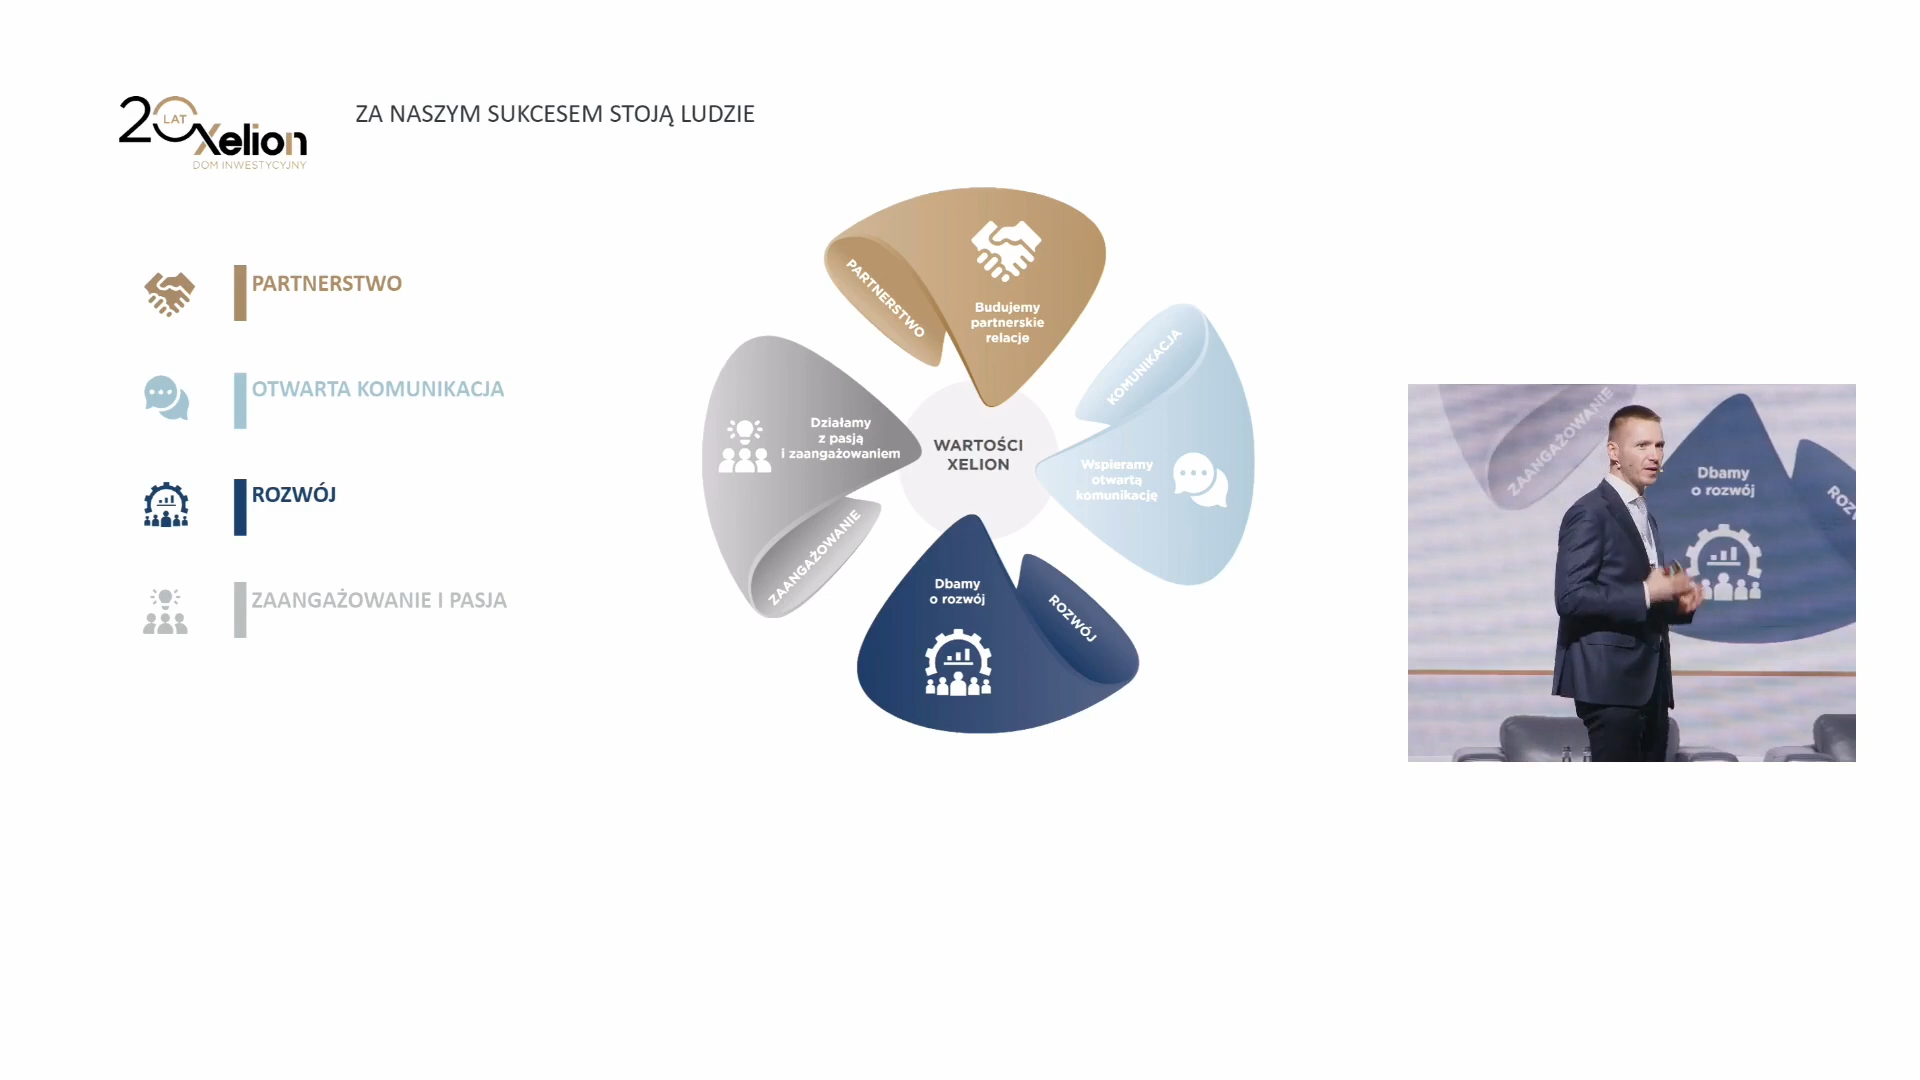 20 LAT
Xelion
DOM INWESTYCYJNY
ZA NASZYM SUKCESEM STOJĄ LUDZIE
PARTNERSTWO
OTWARTA KOMUNIKACJA
ROZWÓJ
ZAANGAŻOWANIE I PASJA
PARTNERSTWO
Budujemy
partnerskie
relacje
KOMUNIKACJA
Wspieramy
otwartą
komunikację
Działamy
z pasją
i zaangażowaniem
ZAANGAŻOWANIE
WARTOŚCI
XELION
Dbamy
o rozwój
ROZWÓJ
ZAANGAŻOWANIE
Dbamy
o rozwój